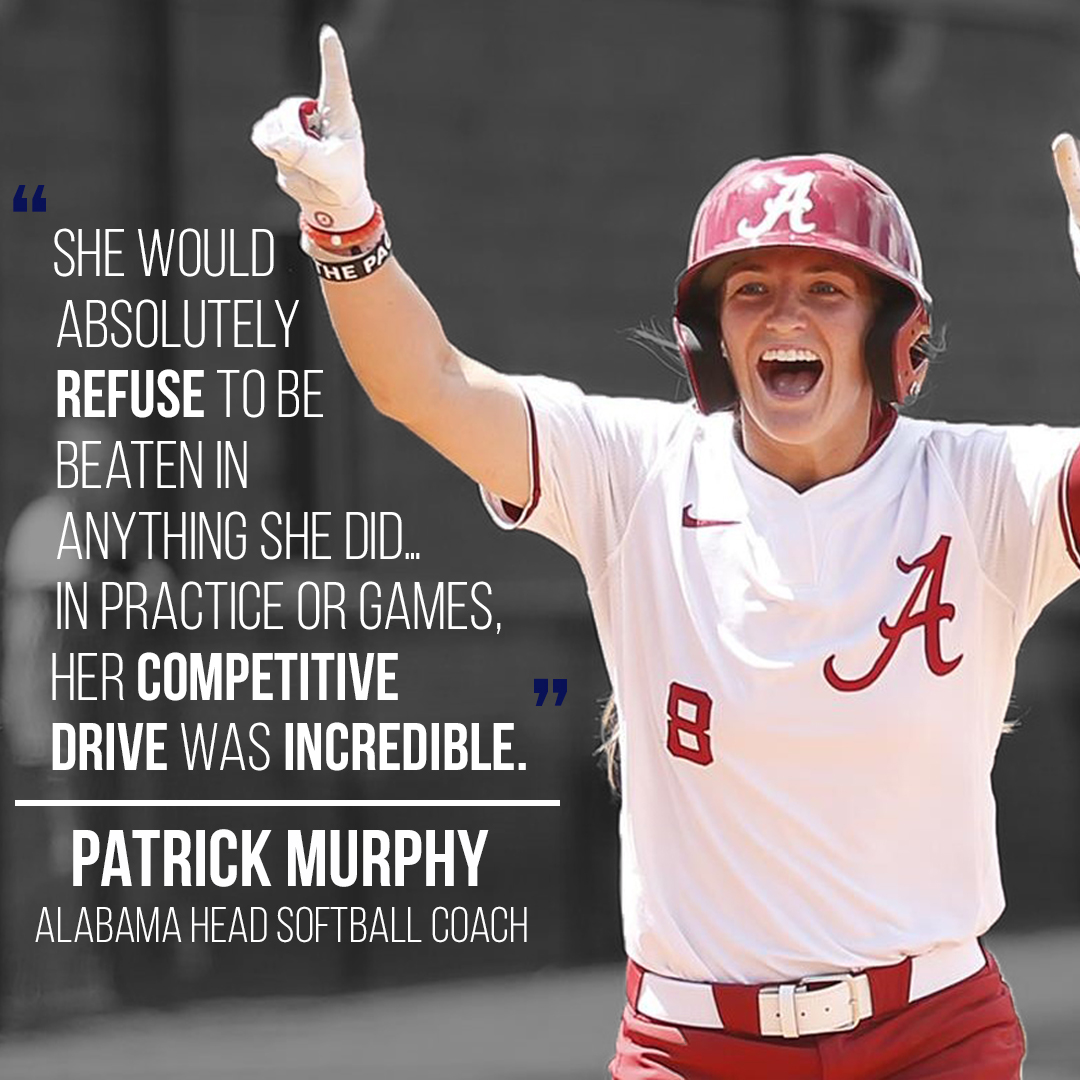 “
SHE WOULD
ABSOLUTELY
REFUSE TO BE
BEATEN IN
ANYTHING SHE DID...
IN PRACTICE OR GAMES,
HER COMPETITIVE
DRIVE WAS INCREDIBLE.
”
PATRICK MURPHY
ALABAMA HEAD SOFTBALL COACH
THE PA
A
A
8